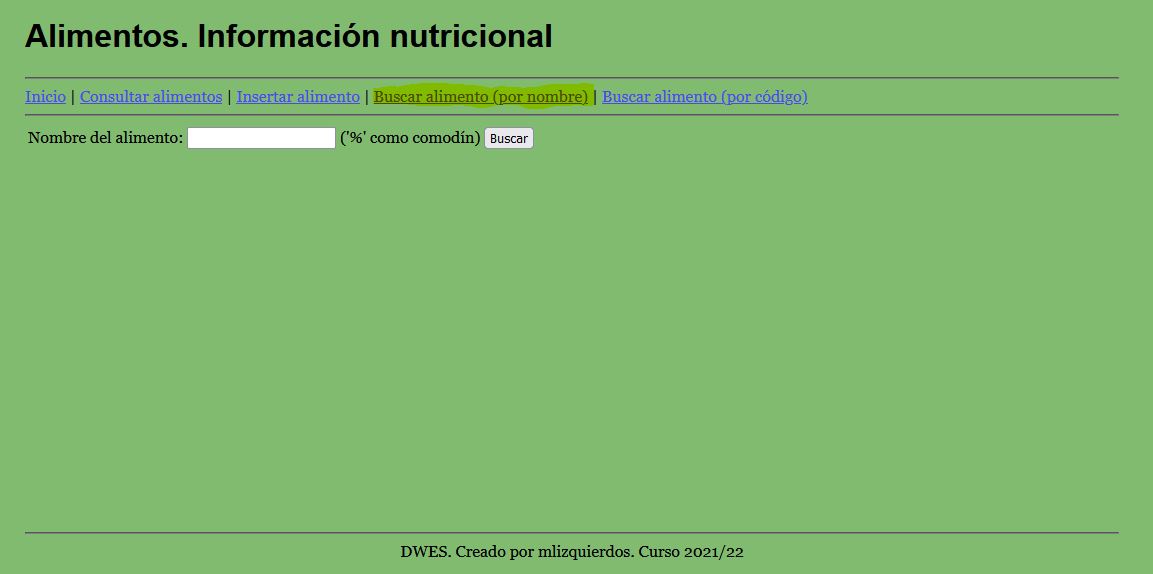 Alimentos. Información nutricional
Inicio | Consultar alimentos | Insertar alimento | Buscar alimento (por nombre) | Buscar alimento (por código)
Nombre del alimento: ('%' como comodín) Buscar
DWES. Creado por mlizquierdos. Curso 2021/22